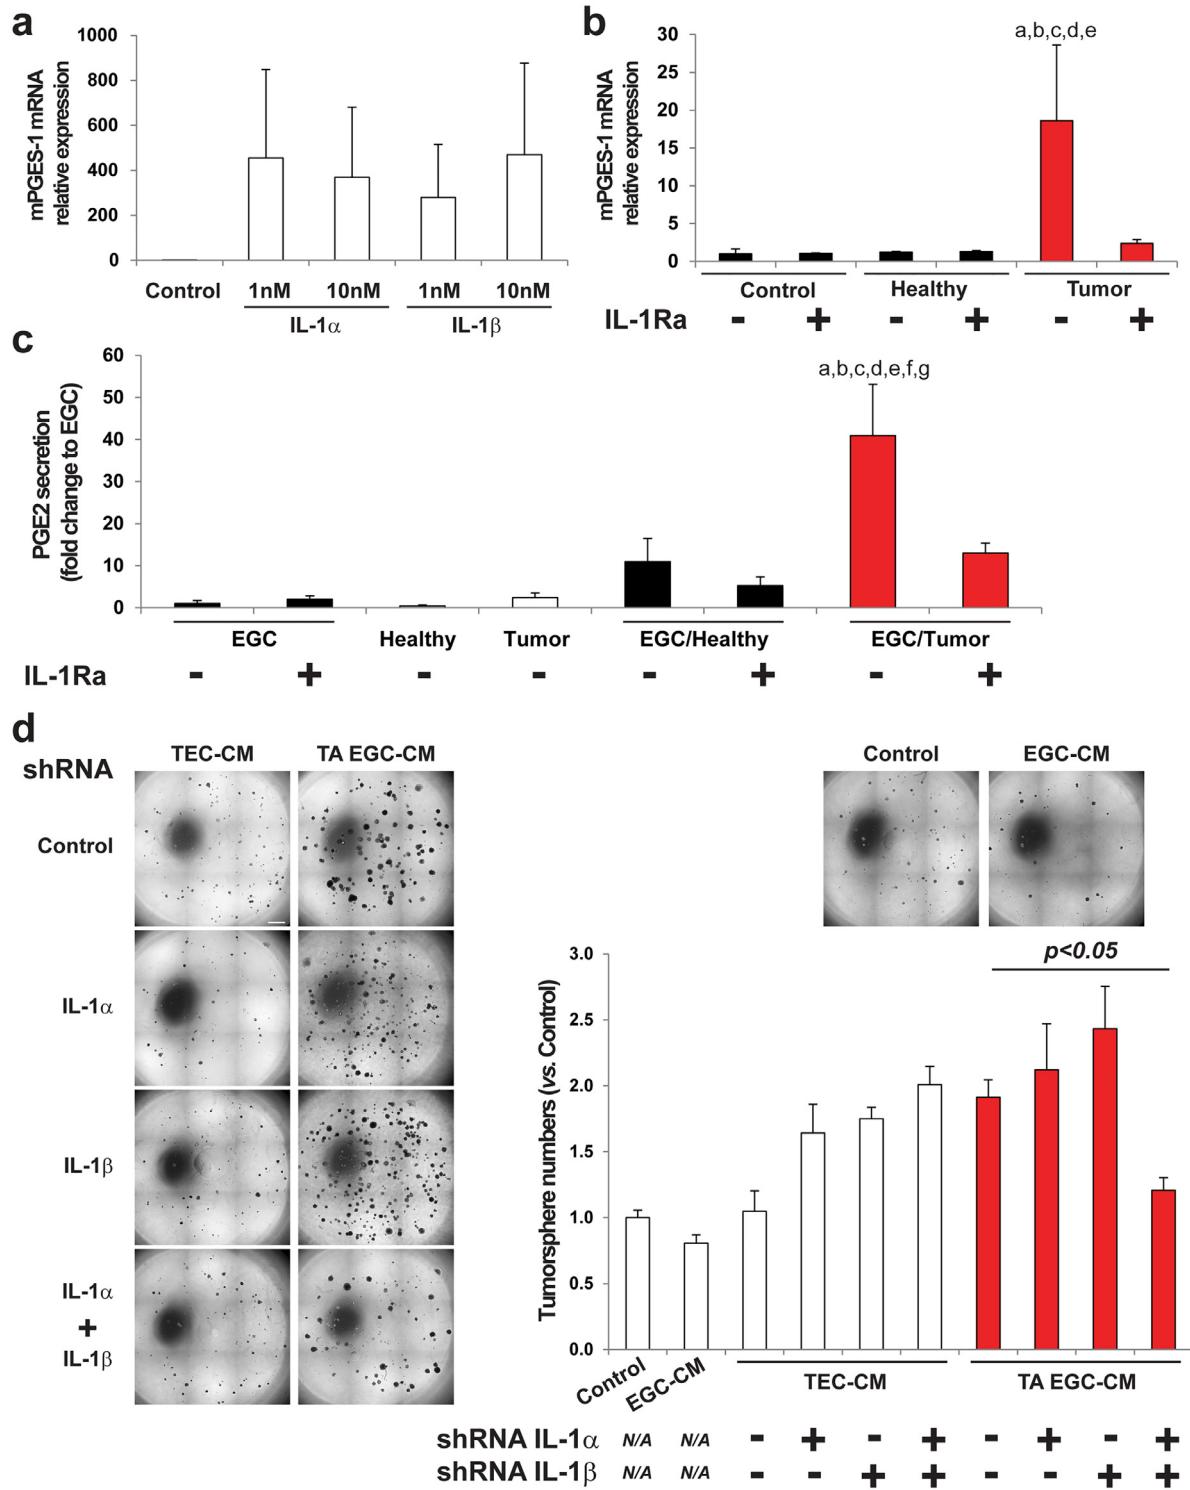 a
mPGES-1 mRNA
relative expression
1000
800
600
400
200
0
Control 1nM 10nM 1nM 10nM
IL-1α IL-1β
b
mPGES-1 mRNA
relative expression
30
25
20
15
10
5
0
a,b,c,d,e
Control Healthy Tumor
IL-1Ra - + - + - +
c
PGE2 secretion
(fold change to EGC)
60
50
40
30
20
10
0
a,b,c,d,e,f,g
EGC Healthy Tumor EGC/Healthy EGC/Tumor
IL-1Ra - + - - - + - +
d
TEC-CM TA EGC-CM
shRNA
Control
IL-1α
IL-1β
IL-1α
+
IL-1β
Control EGC-CM
Tumorsphere numbers (vs. Control)
3.0
2.5
2.0
1.5
1.0
0.5
0.0
p<0.05
Control EGC-CM TEC-CM TA EGC-CM
shRNA IL-1α N/A N/A - + - + - + - +
shRNA IL-1β N/A N/A - - + + - - + +